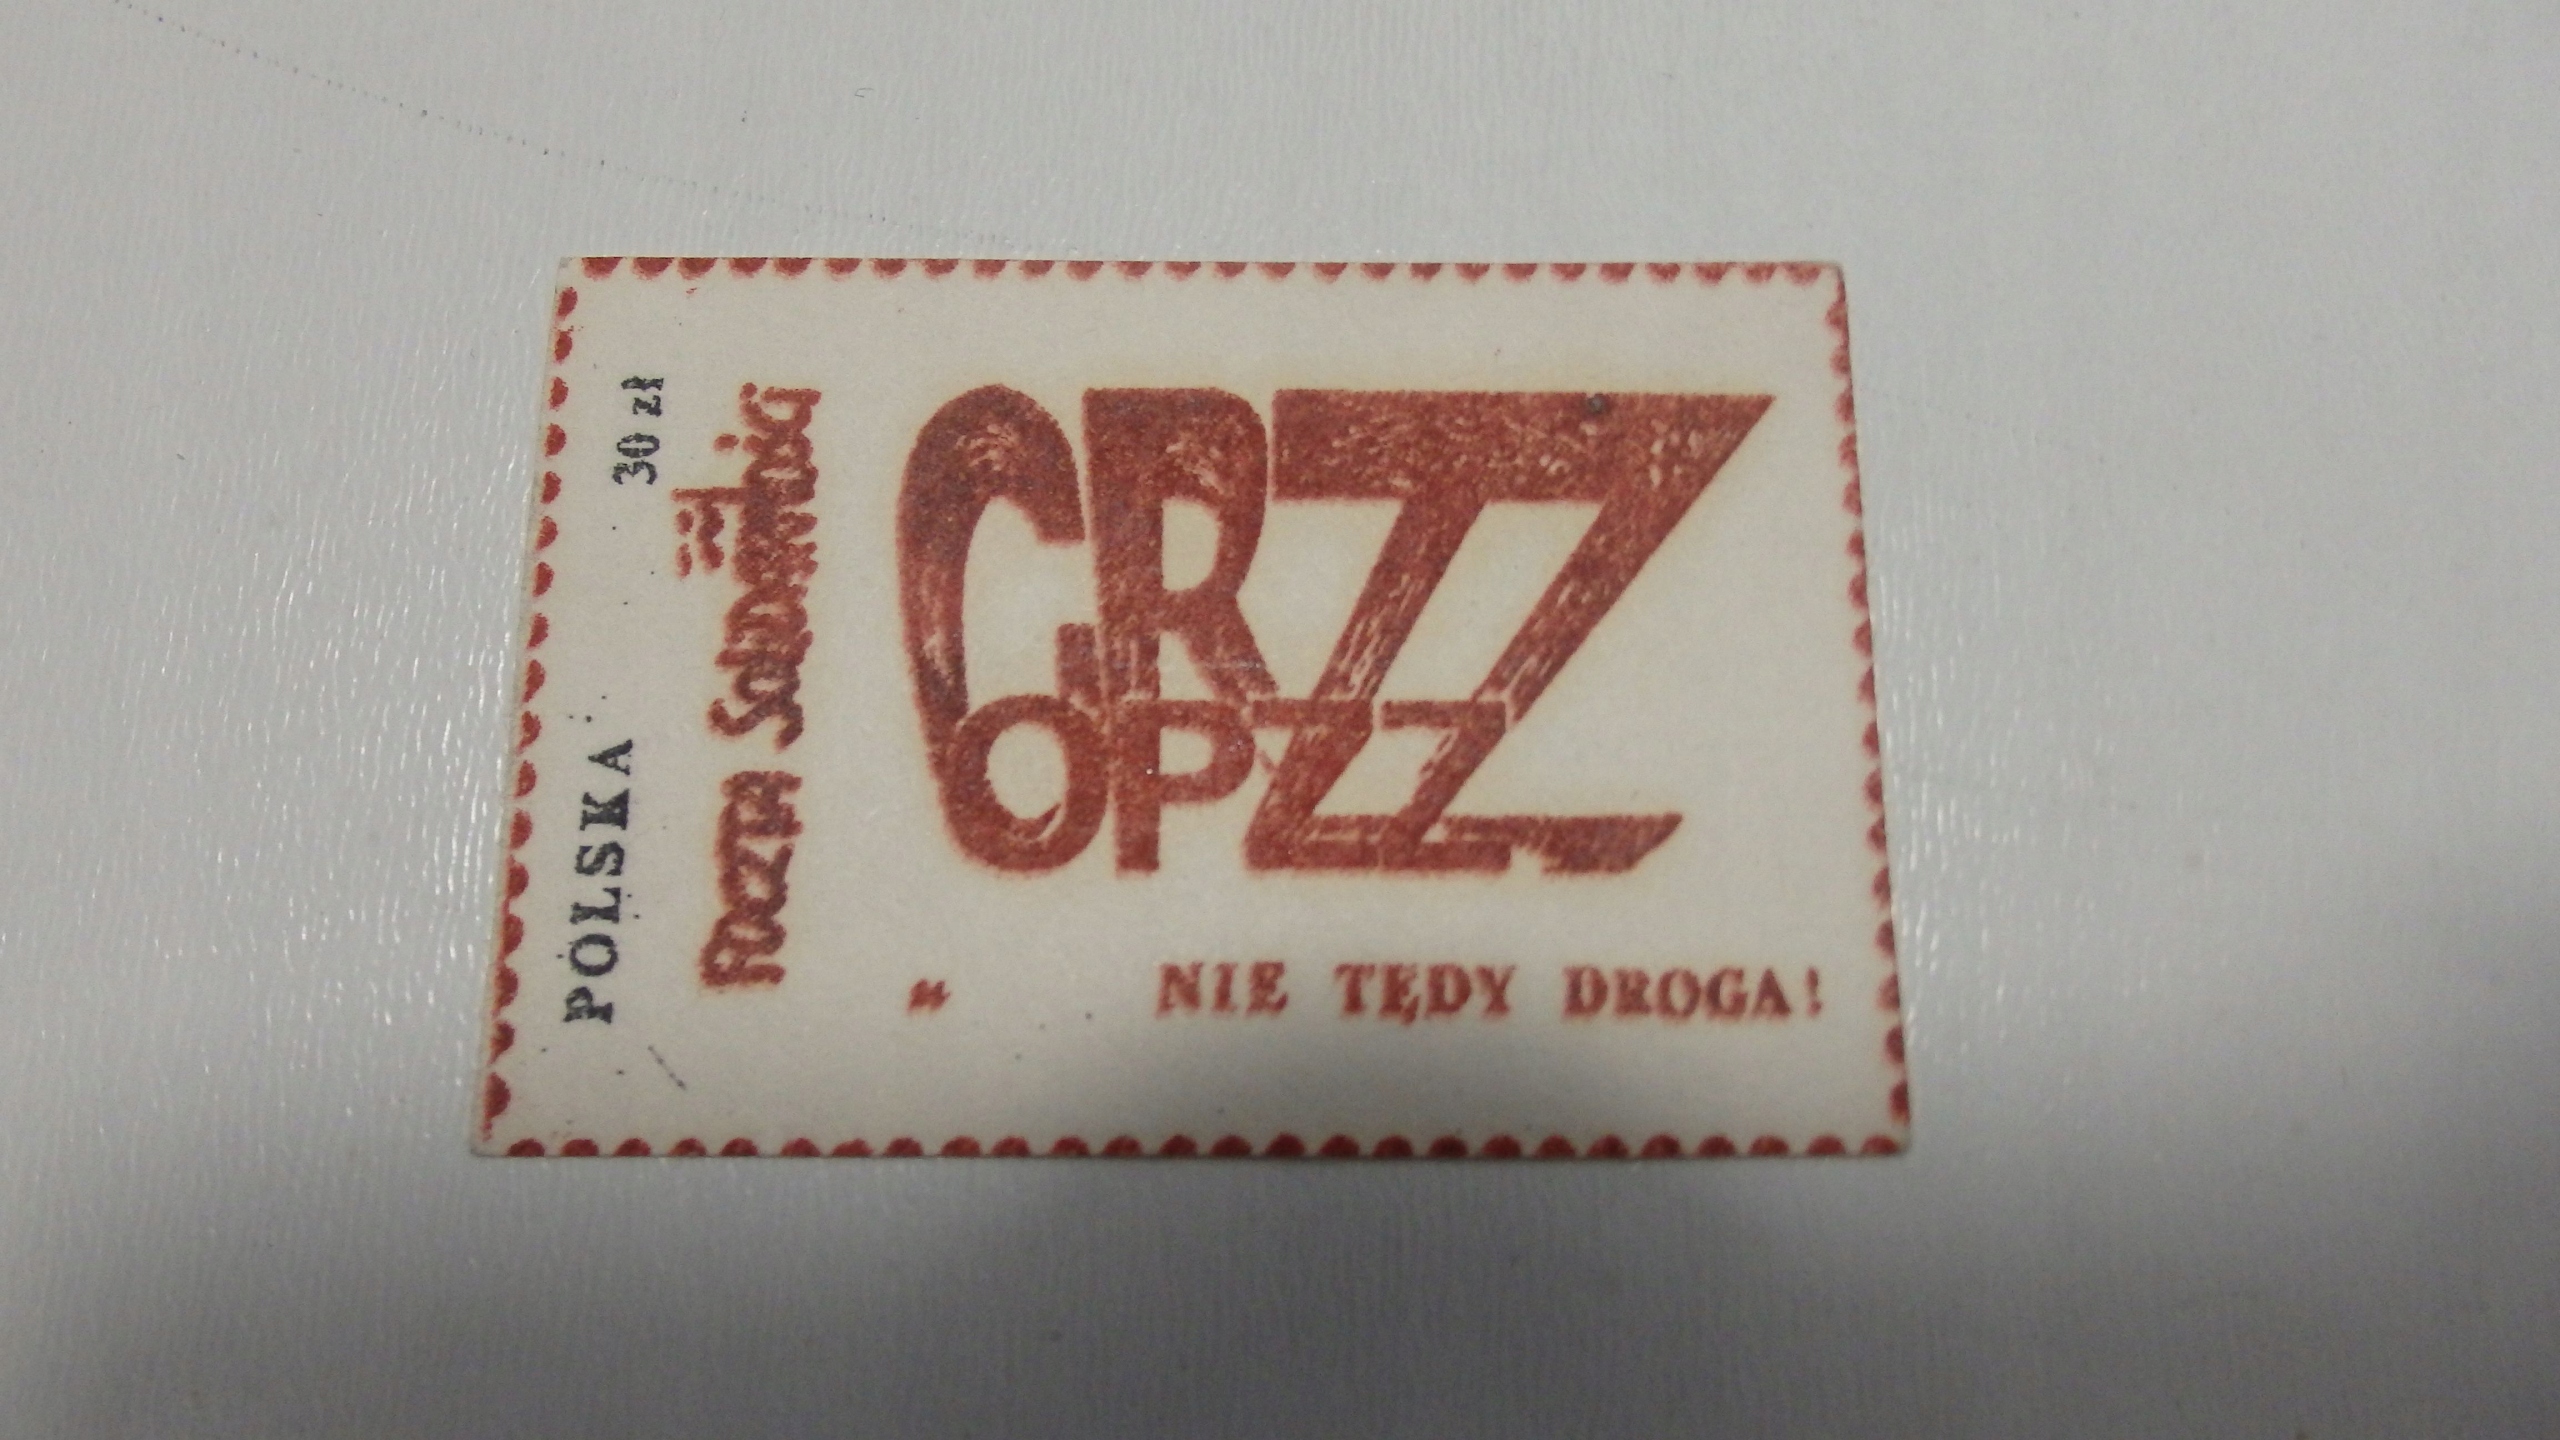 POLSKA 30 zł
POCZTA SOLIDARNOŚĆ
CRZZ
OPZZ
„ NIE TĘDY DROGA!